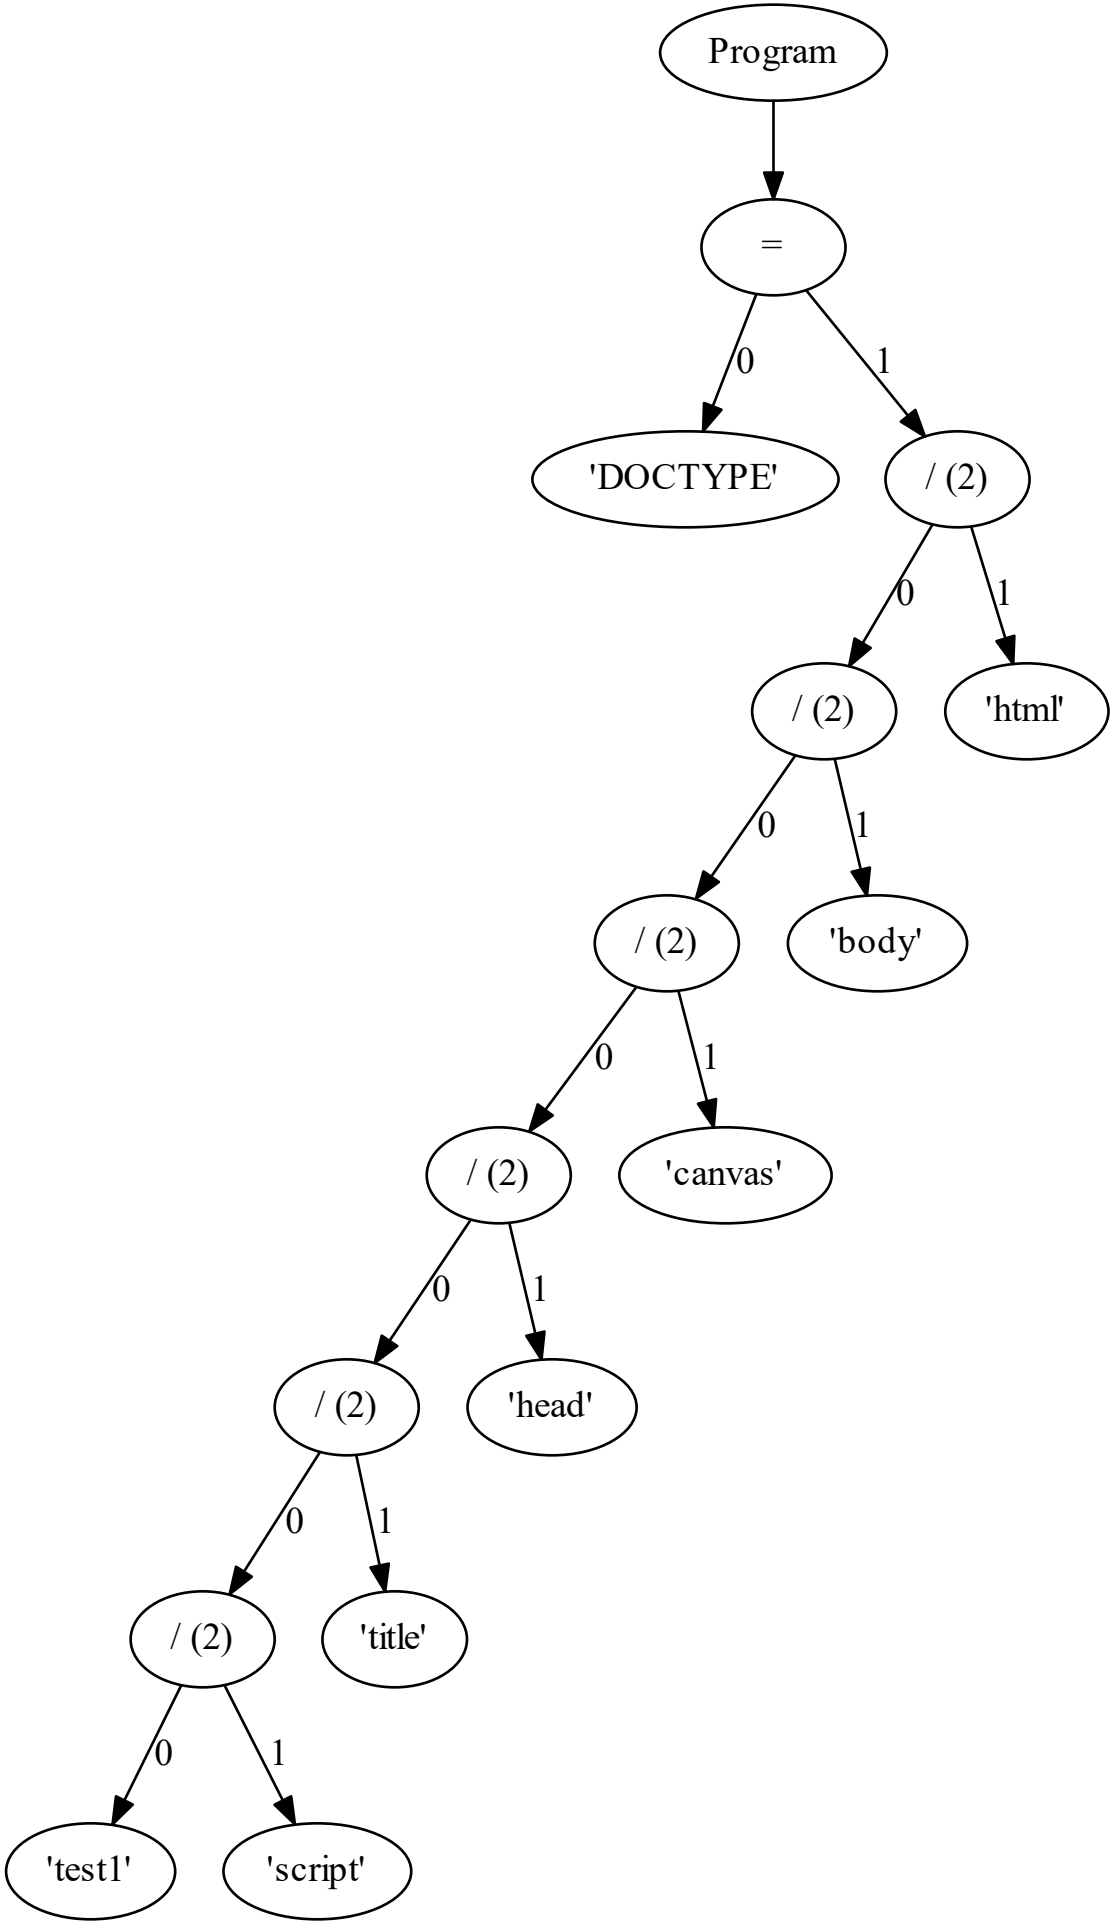 Program
=
0
1
'DOCTYPE'
/ (2)
0
1
/ (2)
'html'
0
1
/ (2)
'body'
0
1
/ (2)
'canvas'
0
1
/ (2)
'head'
0
1
/ (2)
'title'
0
1
'test1'
'script'